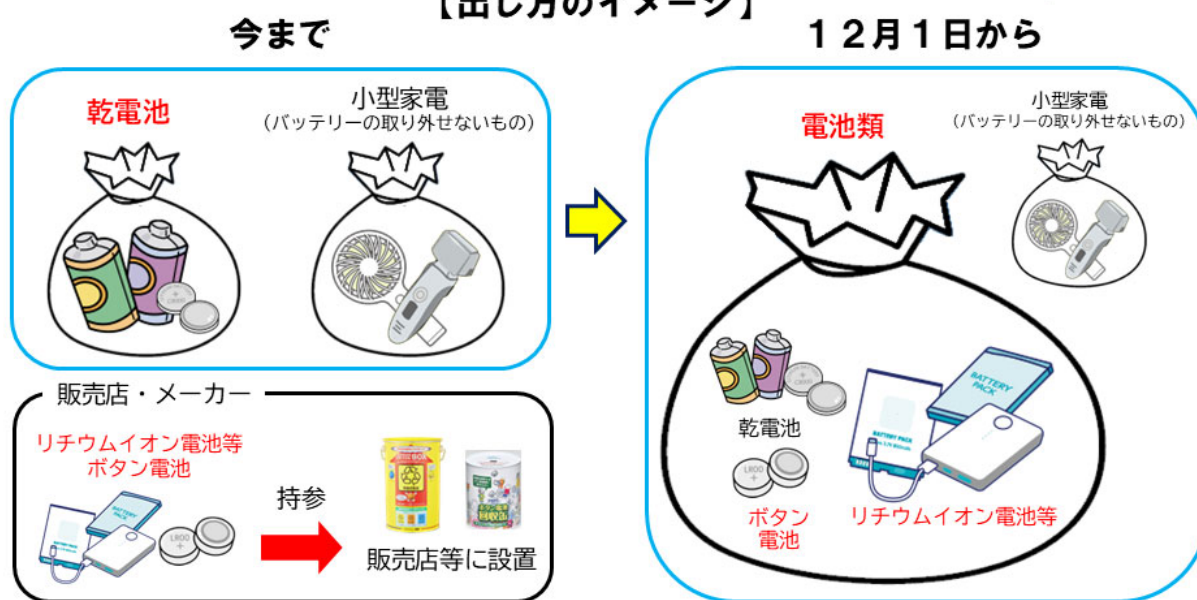 【出し方のイメージ】
今まで
乾電池
小型家電
（バッテリーの取り外せないもの）
販売店・メーカー
リチウムイオン電池等
ボタン電池
持参
販売店等に設置
１２月１日から
電池類
小型家電
（バッテリーの取り外せないもの）
乾電池
LR00
+
ボタン
電池
BATTERY
PACK
BATTERY PACK
リチウムイオン電池等